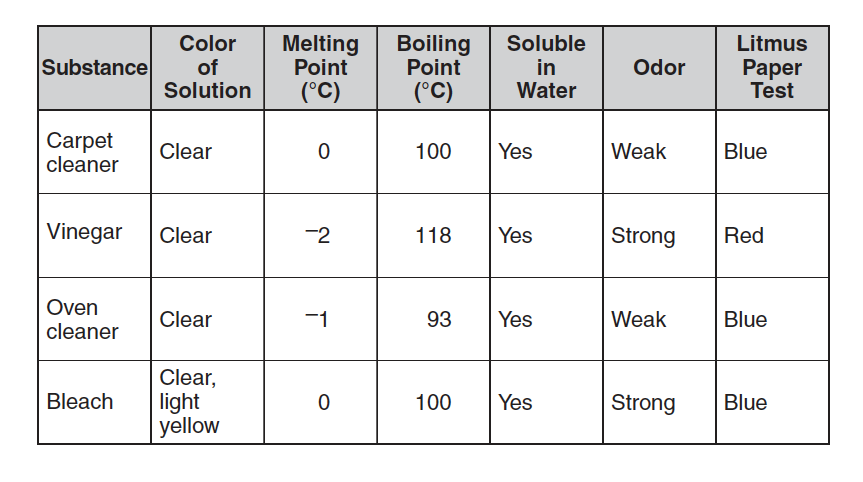 Substance
Color
of
Solution
Melting
Point
(°C)
Boiling
Point
(°C)
Soluble
in
Water
Odor
Litmus
Paper
Test
Carpet
cleaner
Clear
0
100
Yes
Weak
Blue
Vinegar
Clear
⁻2
118
Yes
Strong
Red
Oven
cleaner
Clear
⁻1
93
Yes
Weak
Blue
Bleach
Clear,
light
yellow
0
100
Yes
Strong
Blue